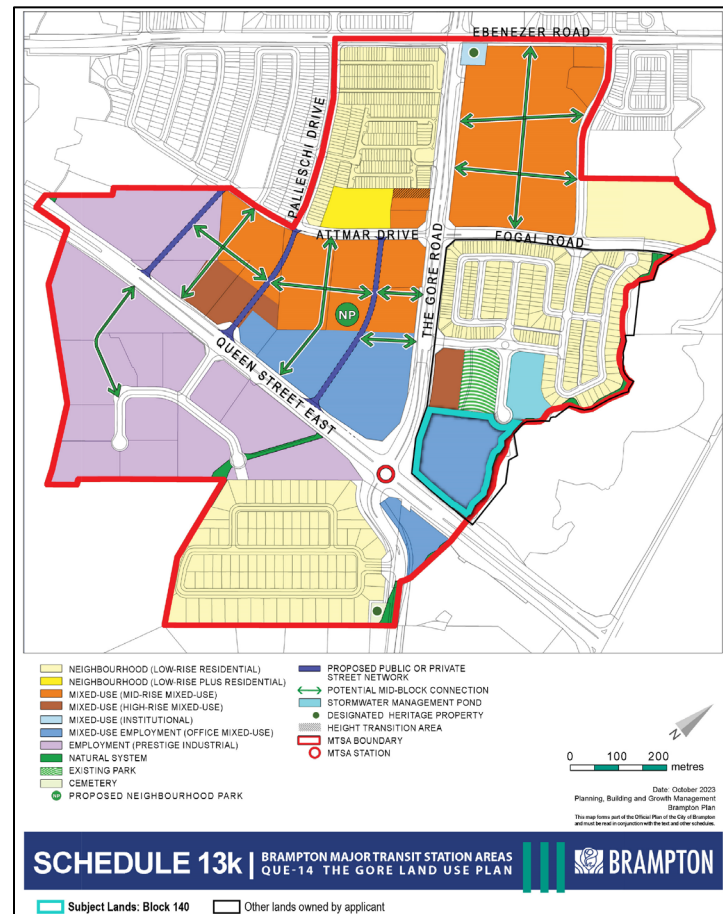 EBENEZER ROAD
PALLESCHI DRIVE
ATTMAR DRIVE
FOGAL ROAD
THE GORE ROAD
NP
QUEEN STREET EAST
NEIGHBOURHOOD (LOW-RISE RESIDENTIAL)
NEIGHBOURHOOD (LOW-RISE PLUS RESIDENTIAL)
MIXED-USE (MID-RISE MIXED-USE)
MIXED-USE (HIGH-RISE MIXED-USE)
MIXED-USE (INSTITUTIONAL)
MIXED-USE EMPLOYMENT (OFFICE MIXED-USE)
EMPLOYMENT (PRESTIGE INDUSTRIAL)
NATURAL SYSTEM
EXISTING PARK
CEMETERY
NP PROPOSED NEIGHBOURHOOD PARK
PROPOSED PUBLIC OR PRIVATE
STREET NETWORK
POTENTIAL MID-BLOCK CONNECTION
STORMWATER MANAGEMENT POND
DESIGNATED HERITAGE PROPERTY
HEIGHT TRANSITION AREA
MTSA BOUNDARY
MTSA STATION
N
0 100 200
metres
Date: October 2023
Planning, Building and Growth Management
Brampton Plan
This map forms part of the Official Plan of the City of Brampton
and must be read in conjunction with the text and other schedules.
SCHEDULE 13k | BRAMPTON MAJOR TRANSIT STATION AREAS
QUE-14 THE GORE LAND USE PLAN
BRAMPTON
Subject Lands: Block 140
Other lands owned by applicant